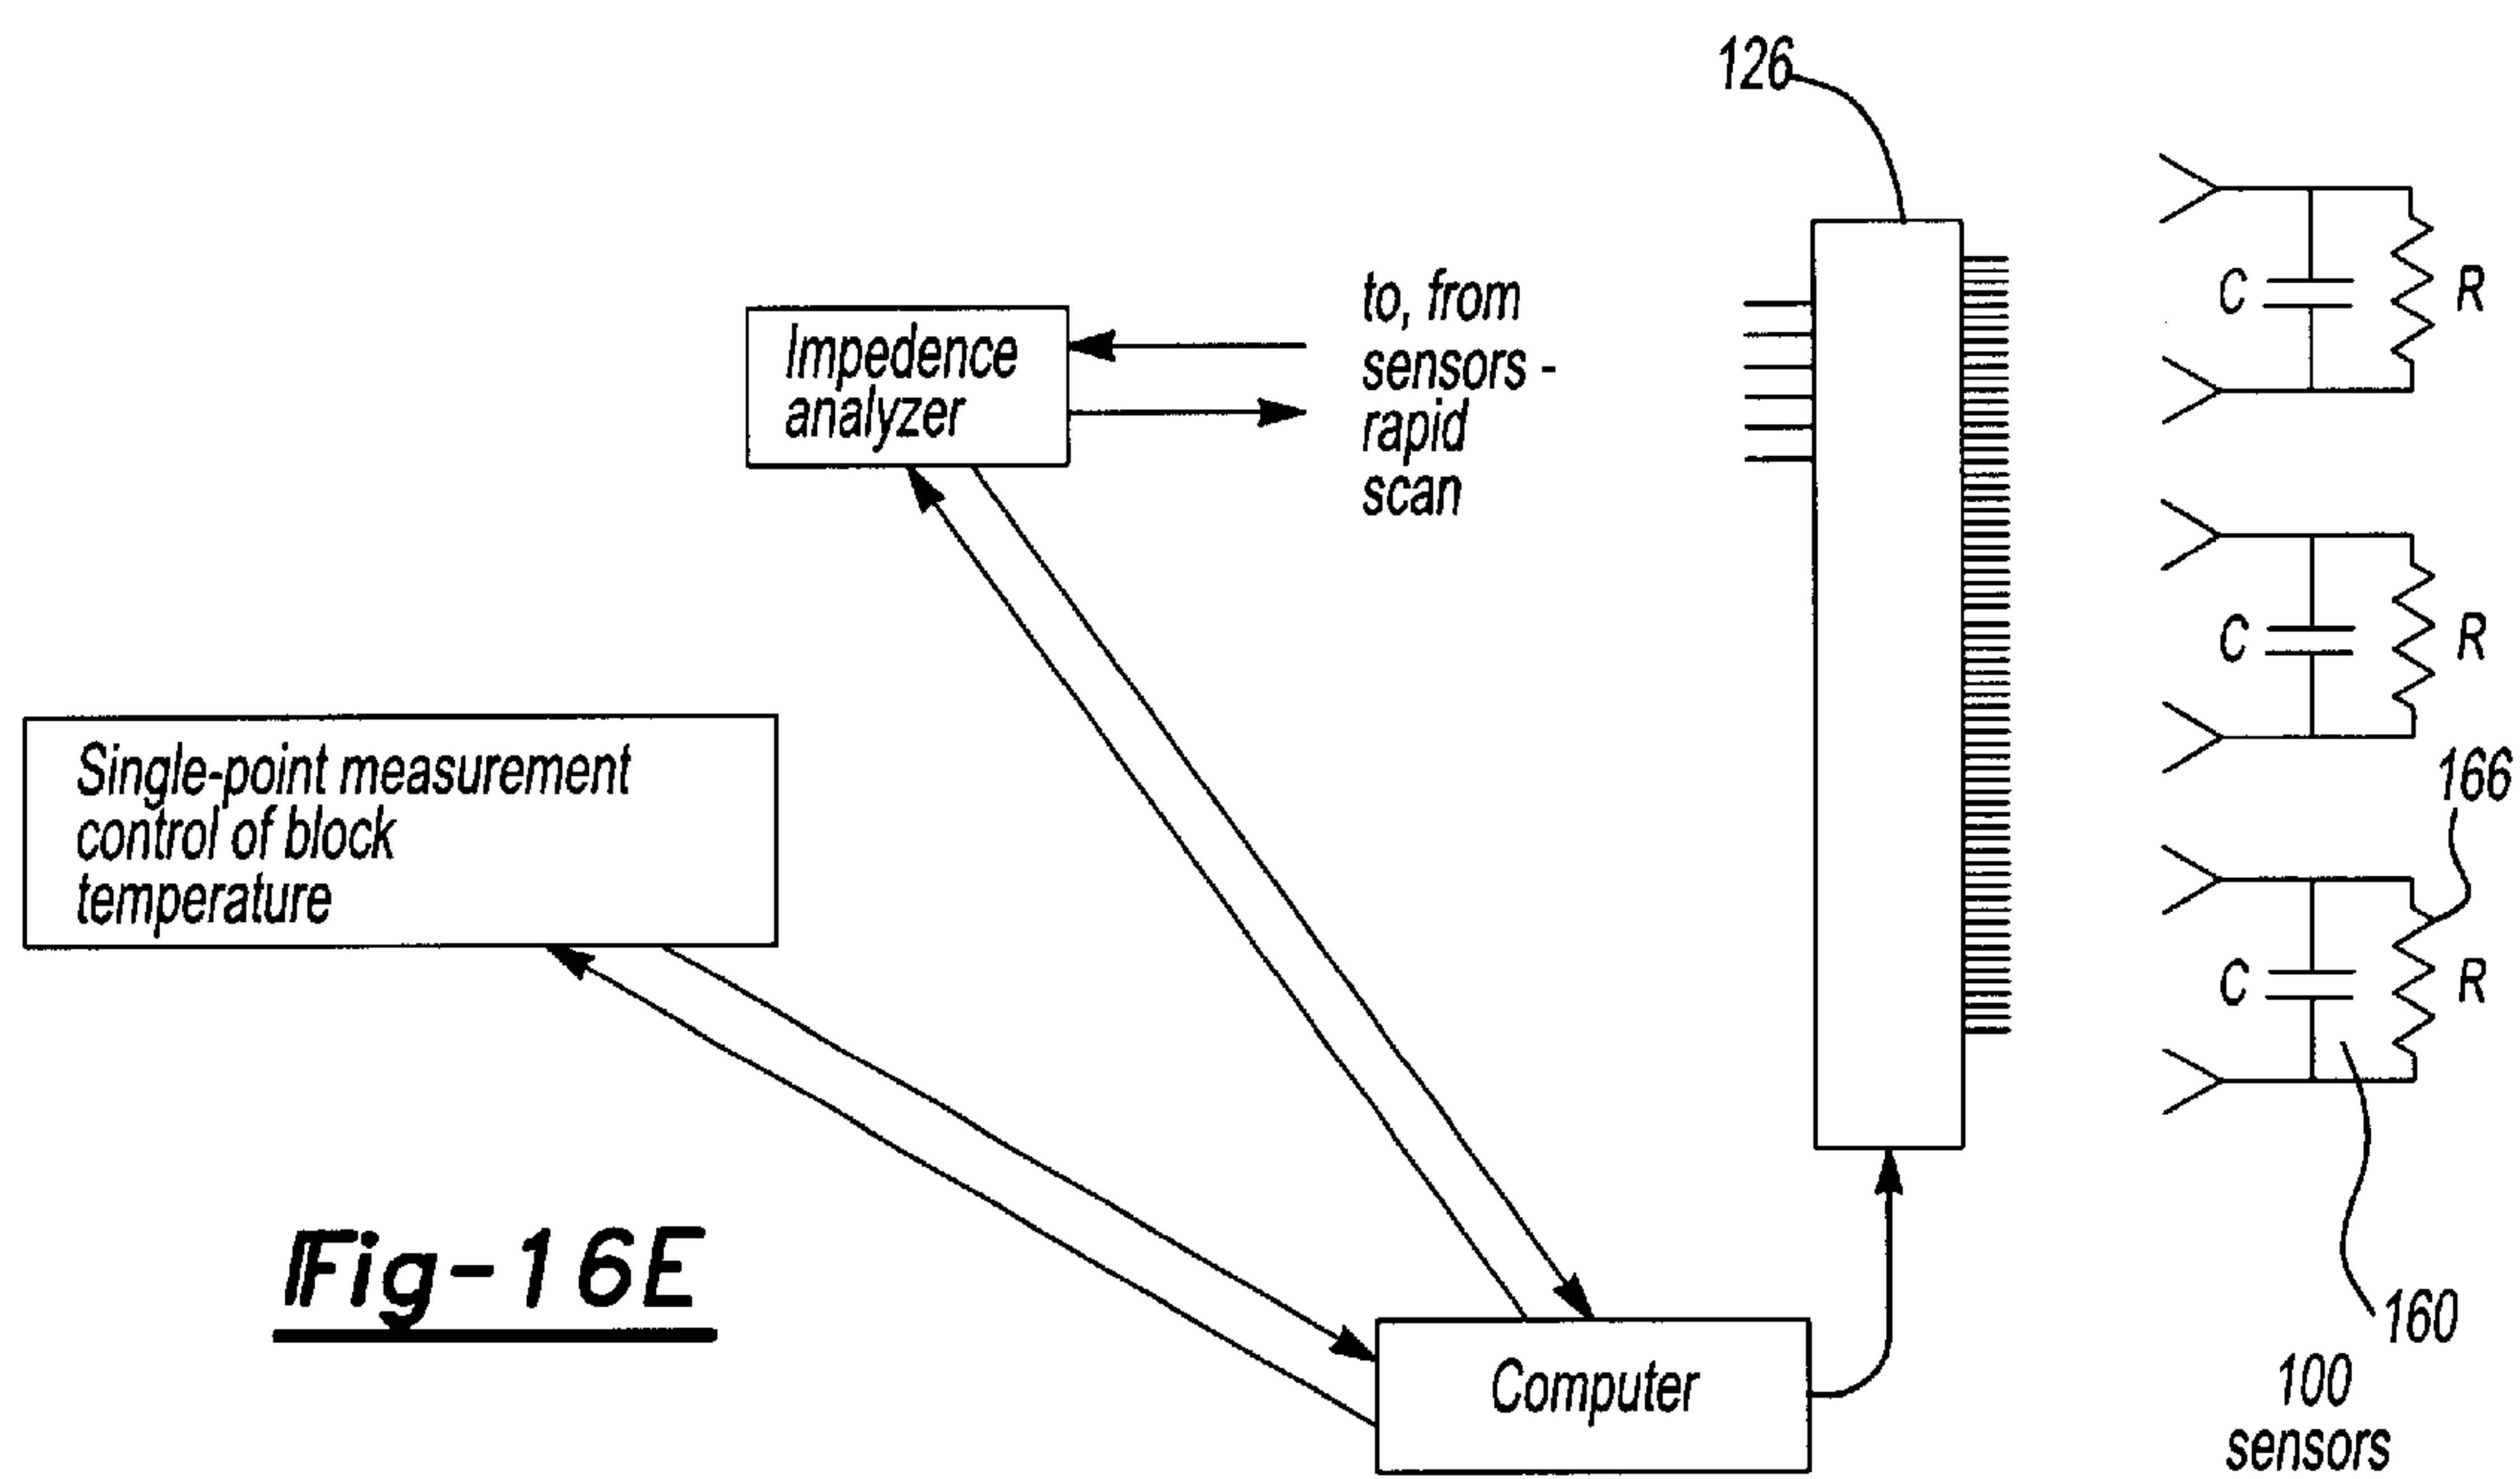 126
Impedence
analyzer
to, from
sensors -
rapid
scan
C
R
C
R
Single-point measurement
control of block
temperature
166
C
R
Fig-16E
Computer
160
100
sensors